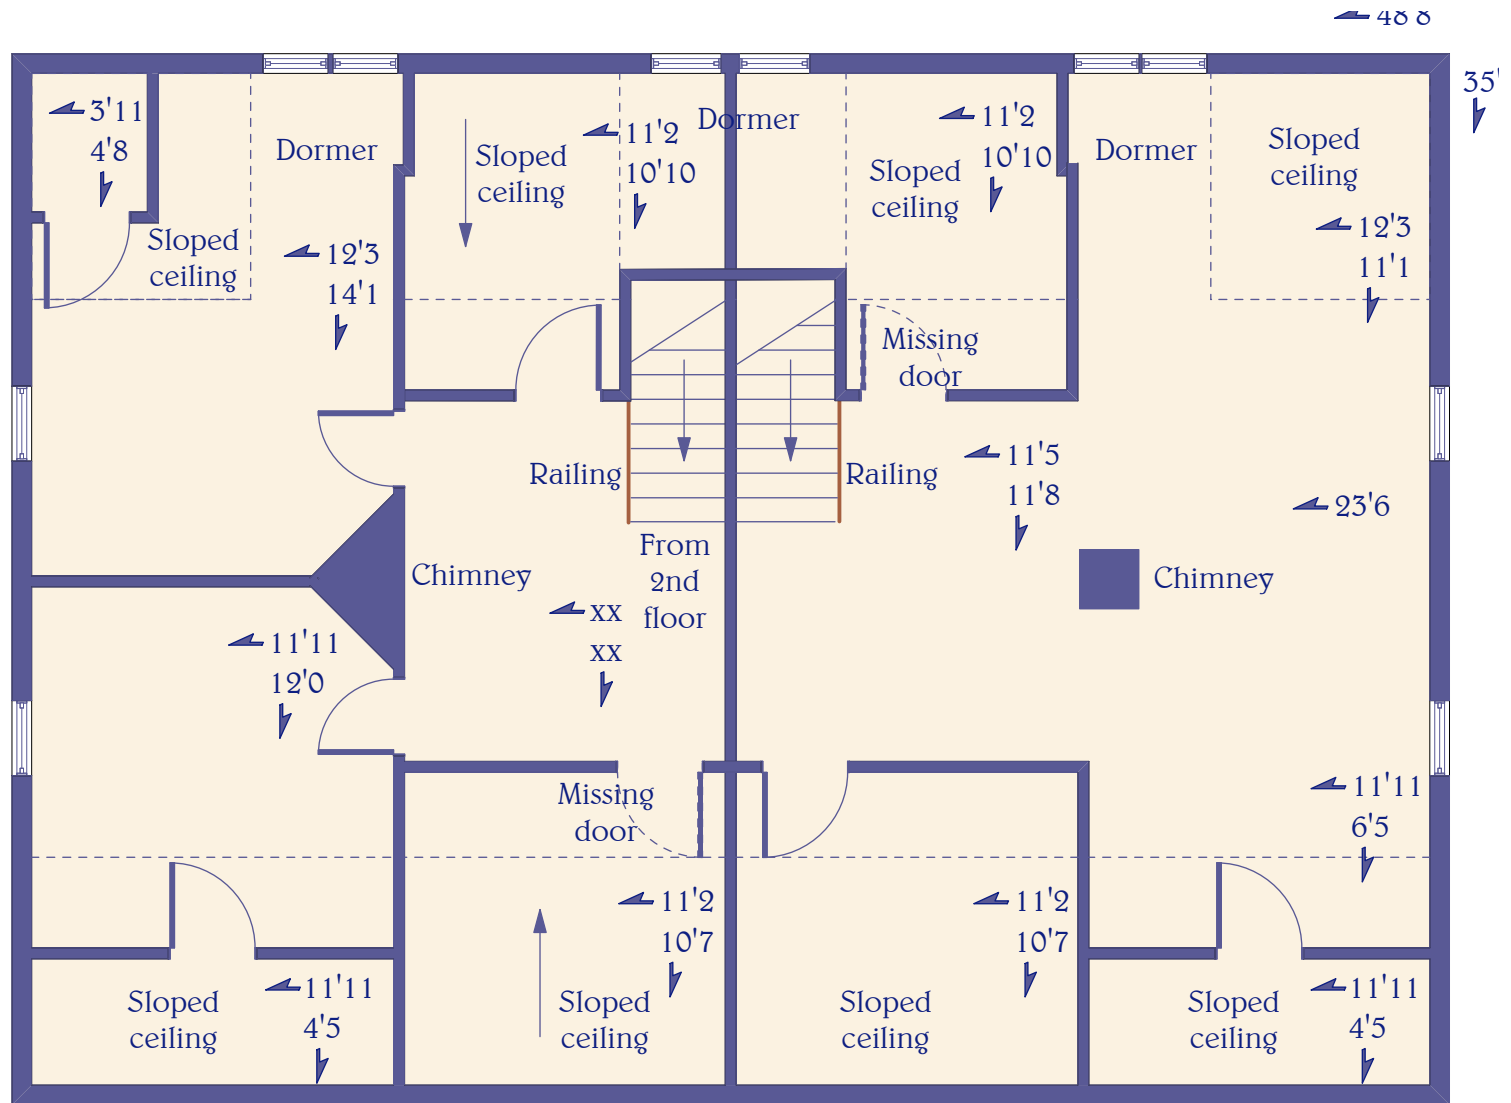 48'8
35'
3'11
4'8
Dormer
Sloped
ceiling
11'2
10'10
Dormer
11'2
10'10
Sloped
ceiling
Dormer
Sloped
ceiling
12'3
11'1
Sloped
ceiling
12'3
14'1
Missing
door
Railing
Railing
11'5
11'8
23'6
From
2nd
floor
Chimney
Chimney
xx
xx
11'11
12'0
Missing
door
11'11
6'5
11'2
10'7
11'2
10'7
Sloped
ceiling
11'11
4'5
Sloped
ceiling
Sloped
ceiling
Sloped
ceiling
11'11
4'5